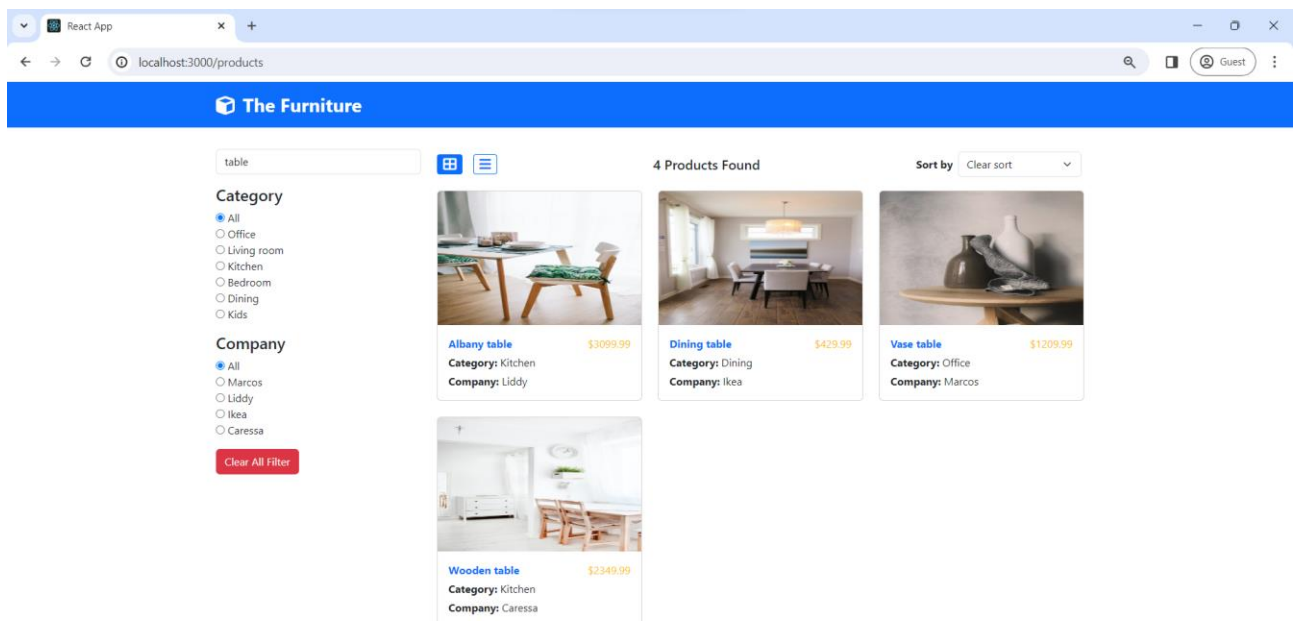 React App
localhost:3000/products
Guest
The Furniture
table
4 Products Found
Sort by Clear sort
Category
All
Office
Living room
Kitchen
Bedroom
Dining
Kids
Company
All
Marcos
Liddy
Ikea
Caressa
Clear All Filter
Albany table $3099.99
Category: Kitchen
Company: Liddy
Dining table $429.99
Category: Dining
Company: Ikea
Vase table $1209.99
Category: Office
Company: Marcos
Wooden table $2349.99
Category: Kitchen
Company: Caressa